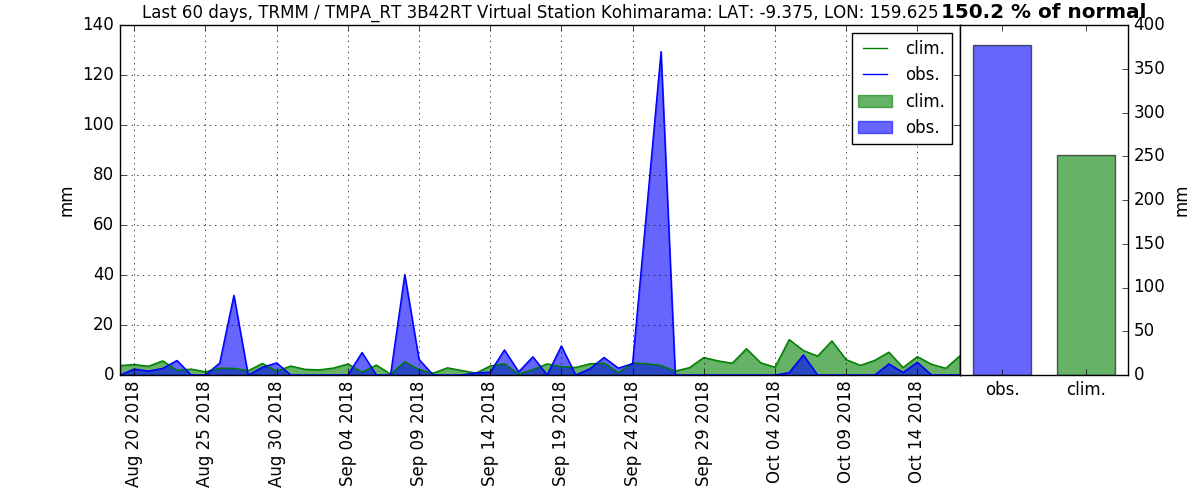 Last 60 days, TRMM / TMPA_RT 3B42RT Virtual Station Kohimarama: LAT: -9.375, LON: 159.625
150.2 % of normal
140
120
100
80
60
40
20
0
mm
clim.
obs.
clim.
obs.
Aug 20 2018
Aug 25 2018
Aug 30 2018
Sep 04 2018
Sep 09 2018
Sep 14 2018
Sep 19 2018
Sep 24 2018
Sep 29 2018
Oct 04 2018
Oct 09 2018
Oct 14 2018
400
350
300
250
200
150
100
50
0
mm
obs.
clim.